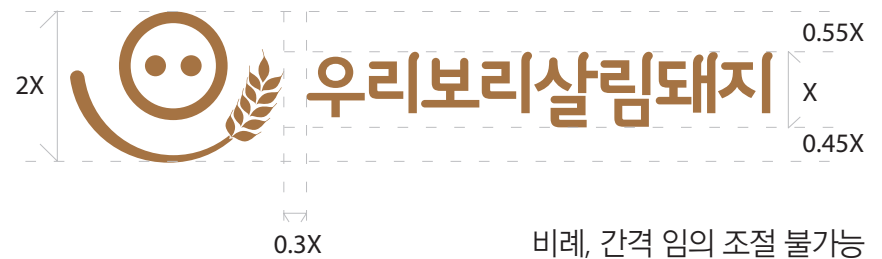 0.55X
2X
우리보리살림돼지
X
0.45X
0.3X
비례, 간격 임의 조절 불가능